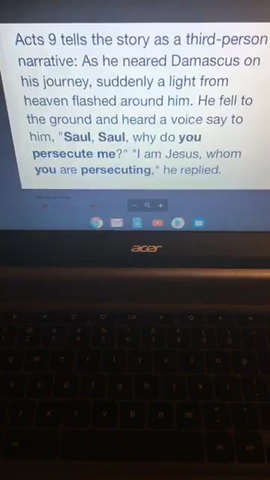 Acts 9 tells the story as a third-person
narrative: As he neared Damascus on
his journey, suddenly a light from
heaven flashed around him. He fell to
the ground and heard a voice say to
him, "Saul, Saul, why do you
persecute me?" "I am Jesus, whom
you are persecuting," he replied.
acer